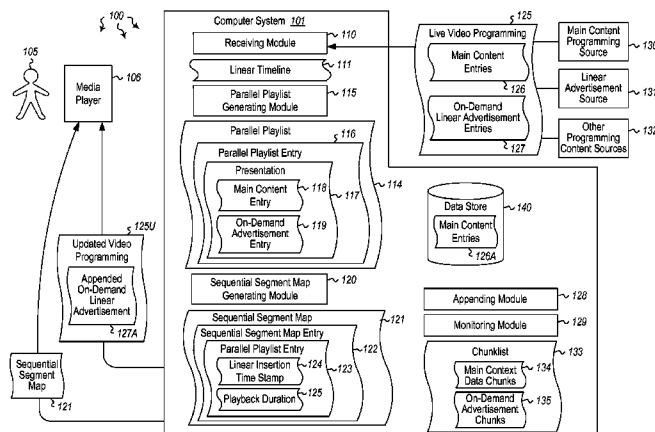 100
105
106
Media
Player
125U
Updated Video
Programming
Appended
On-Demand
Linear
Advertisement
127A
Sequential
Segment
Map
121
Computer System 101
Receiving Module
110
Linear Timeline
111
Parallel Playlist
Generating Module
115
Parallel Playlist
116
Parallel Playlist Entry
Presentation
Main Content
Entry
118
117
114
On-Demand
Advertisement
Entry
119
Sequential Segment Map
Generating Module
120
Sequential Segment Map
121
Sequential Segment Map Entry
122
Parallel Playlist Entry
123
Linear Insertion
Time Stamp
124
Playback Duration
125
125
Live Video Programming
Main Content
Entries
126
On-Demand
Linear Advertisement
Entries
127
Main Content
Programming
Source
130
Linear
Advertisement
Source
131
Other
Programming
Content Sources
132
Data Store
140
Main Content
Entries
126A
Appending Module
128
Monitoring Module
129
Chunklist
133
Main Context
Data Chunks
134
On-Demand
Advertisement
Chunks
135